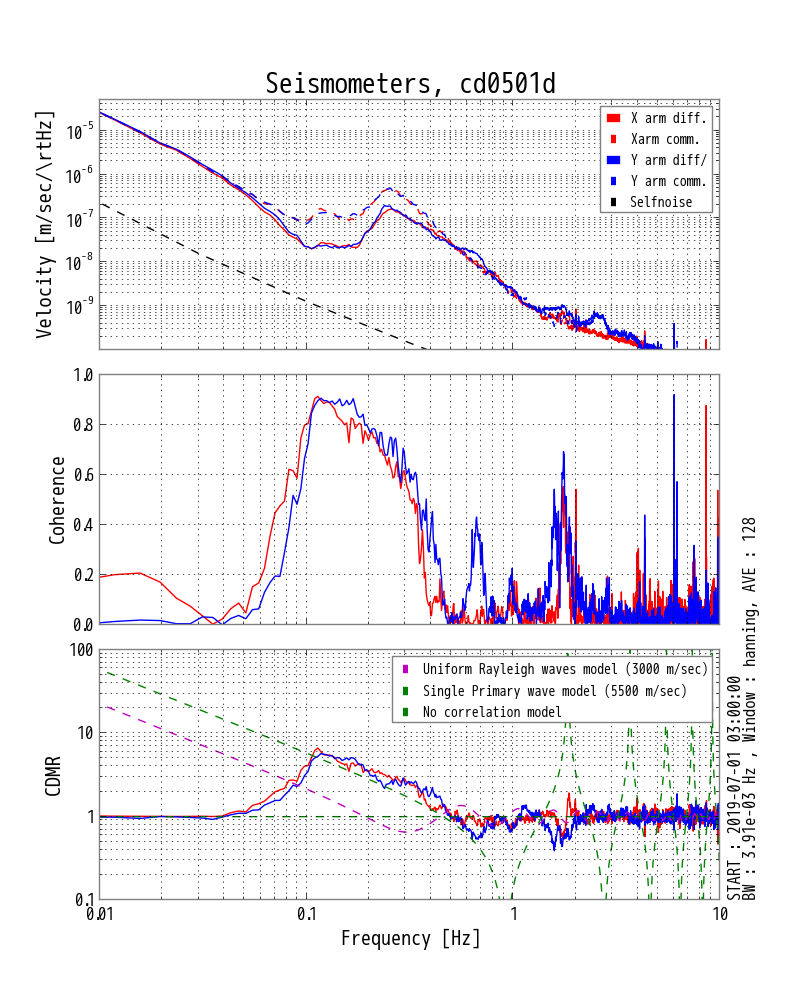 Seismometers, cd0501d
Velocity [m/sec/\rtHz]
10^-5
10^-6
10^-7
10^-8
10^-9
X arm diff.
Xarm comm.
Y arm diff/
Y arm comm.
Selfnoise
Coherence
1.0
0.8
0.6
0.4
0.2
0.0
CDMR
100
10
1
0.1
Uniform Rayleigh waves model (3000 m/sec)
Single Primary wave model (5500 m/sec)
No correlation model
0.01 0.1 1 10
Frequency [Hz]
START : 2019-07-01 03:00:00
BW : 3.91e-03 Hz , Window : hanning, AVE : 128